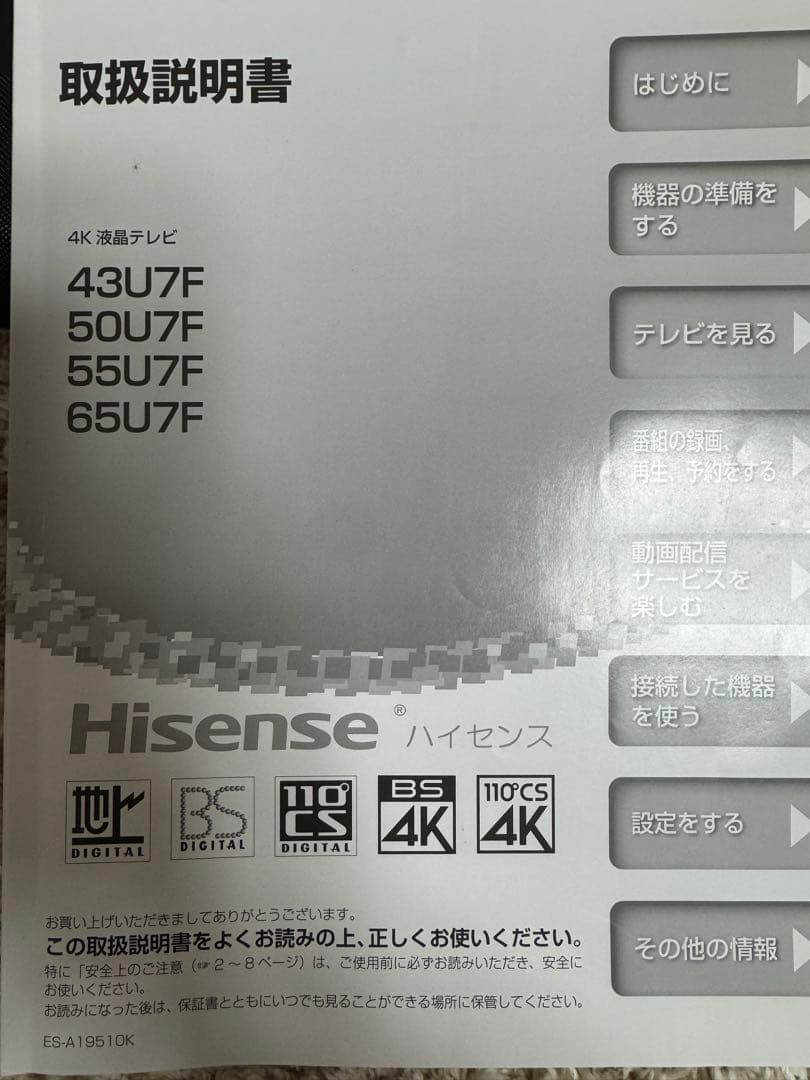 取扱説明書
4K 液晶テレビ
43U7F
50U7F
55U7F
65U7F
はじめに
機器の準備を
する
テレビを見る
番組の録画、
再生、予約をする
動画配信
サービスを
楽しむ
接続した機器
を使う
設定をする
その他の情報
Hisense® ハイセンス
地上 DIGITAL
BS DIGITAL
110°CS DIGITAL
BS 4K
110°CS 4K
お買い上げいただきましてありがとうございます。
この取扱説明書をよくお読みの上、正しくお使いください。
特に「安全上のご注意（☞2～8ページ）は、ご使用前に必ずお読みいただき、安全に
お使いください。
お読みになった後は、保証書とともにいつでも見ることができる場所に保管してください。
ES-A19510K